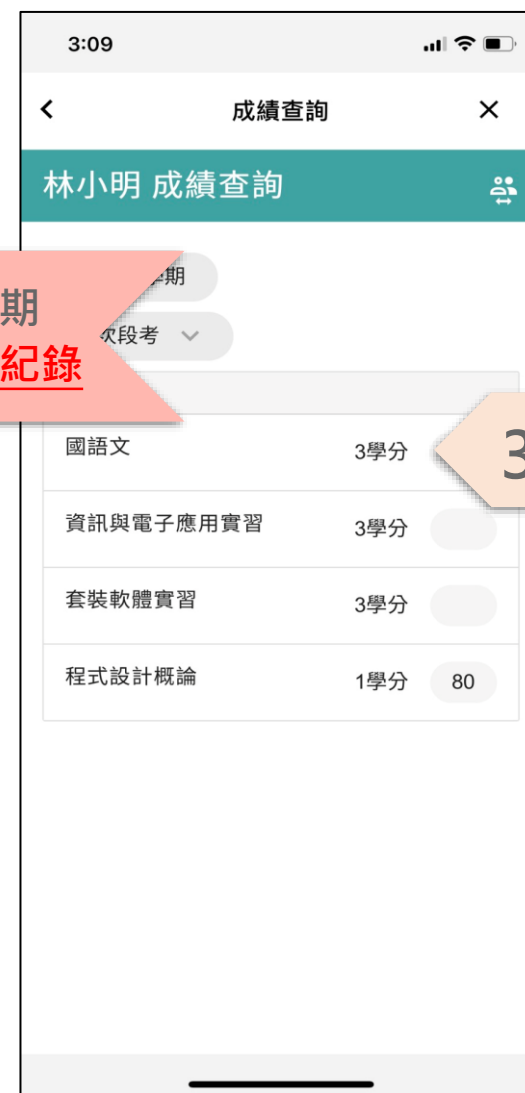 3:09
成績查詢
林小明 成績查詢
學期
次段考
期
紀錄
國語文 3學分
3
資訊與電子應用實習 3學分
套裝軟體實習 3學分
程式設計概論 1學分 80